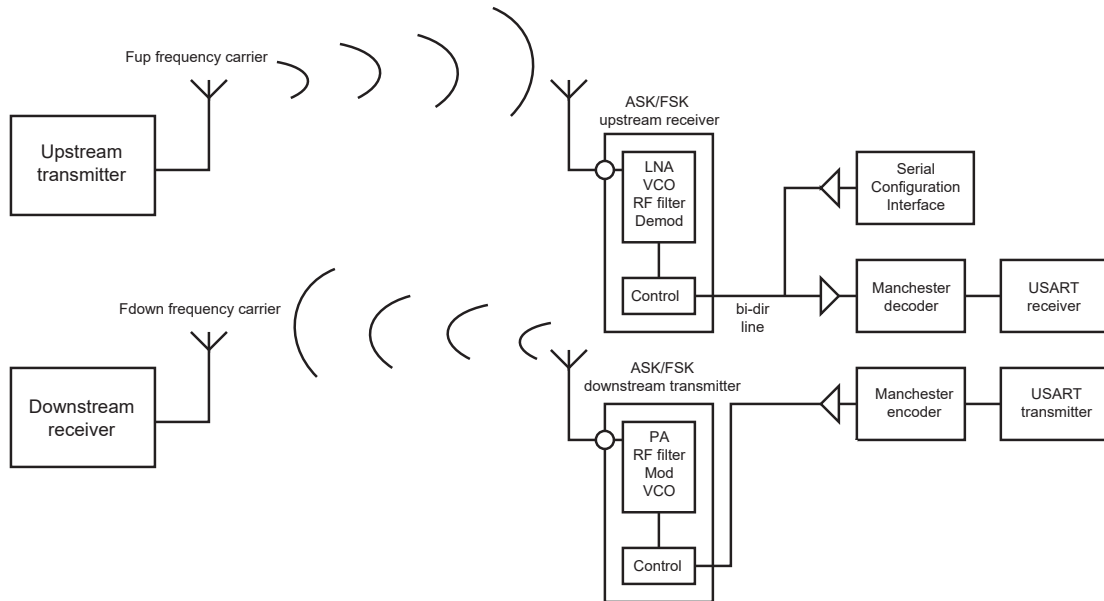 Fup frequency carrier
Upstream
transmitter
ASK/FSK
upstream receiver
LNA
VCO
RF filter
Demod
Control
bi-dir
line
Serial
Configuration
Interface
Manchester
decoder
USART
receiver
Fdown frequency carrier
Downstream
receiver
ASK/FSK
downstream transmitter
PA
RF filter
Mod
VCO
Control
Manchester
encoder
USART
transmitter